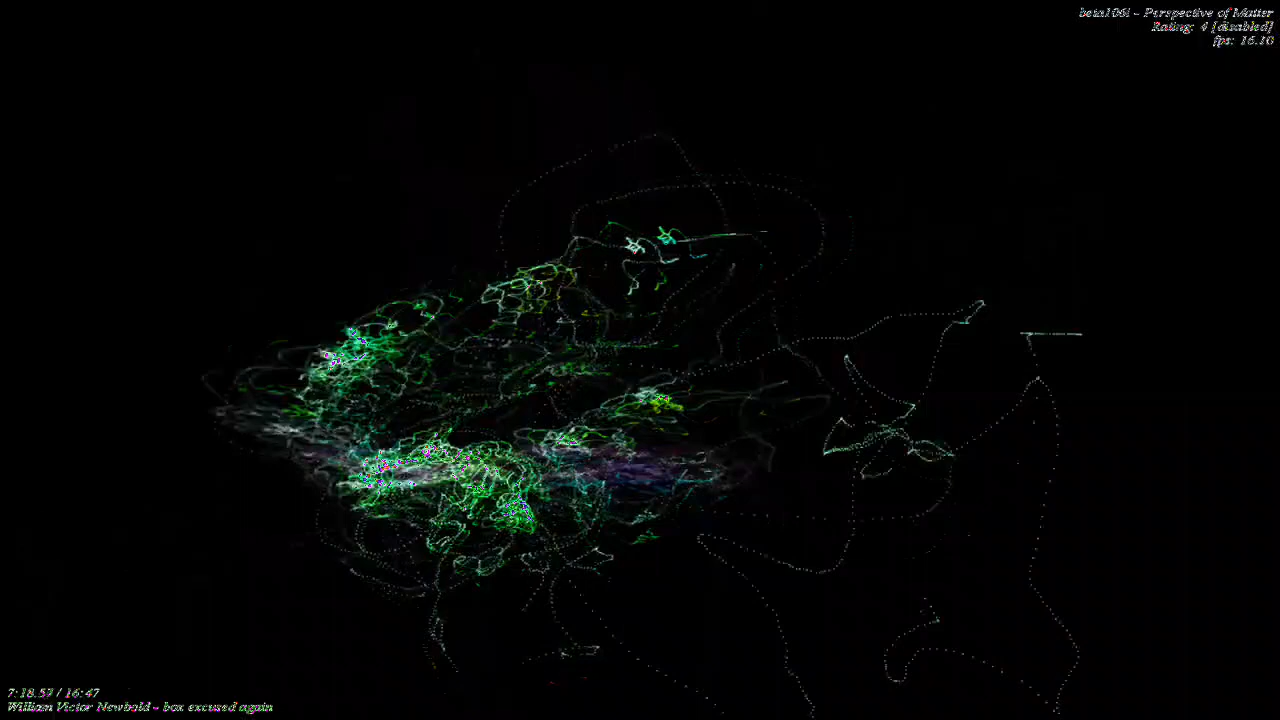 beta106i - Perspective of Matter
Rating: 4 [disabled]
fps: 16.10
7:18.57 / 16:47
William Victor Newbold - box excused again